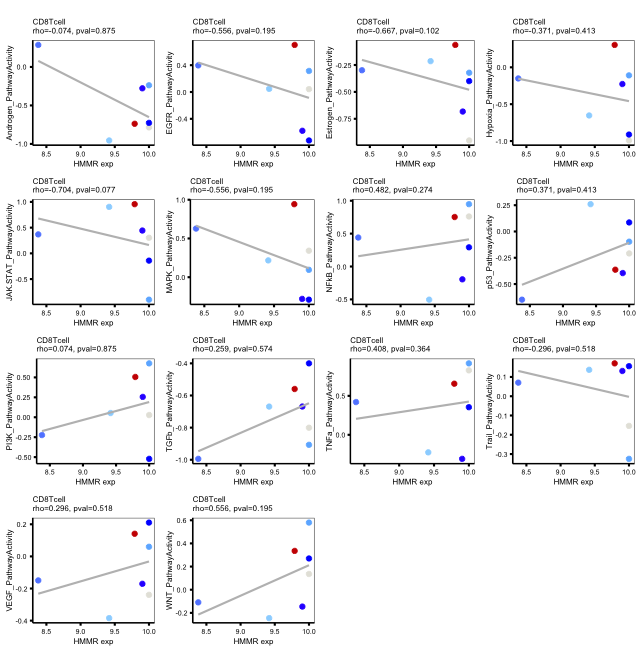 CD8Tcell
rho=-0.074, pval=0.875
Androgen_PathwayActivity
0.0
-0.5
-1.0
8.5 9.0 9.5 10.0
HMMR exp
CD8Tcell
rho=-0.556, pval=0.195
EGFR_PathwayActivity
0.4
0.0
-0.4
8.5 9.0 9.5 10.0
HMMR exp
CD8Tcell
rho=-0.667, pval=0.102
Estrogen_PathwayActivity
-0.25
-0.50
-0.75
8.5 9.0 9.5 10.0
HMMR exp
CD8Tcell
rho=-0.371, pval=0.413
Hypoxia_PathwayActivity
0.0
-0.5
-1.0
8.5 9.0 9.5 10.0
HMMR exp
CD8Tcell
rho=-0.704, pval=0.077
JAK-STAT_PathwayActivity
1.0
0.5
0.0
-0.5
8.5 9.0 9.5 10.0
HMMR exp
CD8Tcell
rho=-0.556, pval=0.195
MAPK_PathwayActivity
1.0
0.5
0.0
8.5 9.0 9.5 10.0
HMMR exp
CD8Tcell
rho=0.482, pval=0.274
NFkB_PathwayActivity
1.0
0.5
0.0
-0.5
8.5 9.0 9.5 10.0
HMMR exp
CD8Tcell
rho=0.371, pval=0.413
p53_PathwayActivity
0.25
0.00
-0.25
-0.50
8.5 9.0 9.5 10.0
HMMR exp
CD8Tcell
rho=0.074, pval=0.875
PI3K_PathwayActivity
0.50
0.25
0.00
-0.25
-0.50
8.5 9.0 9.5 10.0
HMMR exp
CD8Tcell
rho=0.259, pval=0.574
TGFb_PathwayActivity
-0.4
-0.6
-0.8
-1.0
8.5 9.0 9.5 10.0
HMMR exp
CD8Tcell
rho=0.408, pval=0.364
TNFa_PathwayActivity
0.5
0.0
8.5 9.0 9.5 10.0
HMMR exp
CD8Tcell
rho=-0.296, pval=0.518
Trail_PathwayActivity
0.1
0.0
-0.1
-0.2
-0.3
8.5 9.0 9.5 10.0
HMMR exp
CD8Tcell
rho=0.296, pval=0.518
VEGF_PathwayActivity
0.2
0.0
-0.2
-0.4
8.5 9.0 9.5 10.0
HMMR exp
CD8Tcell
rho=0.556, pval=0.195
WNT_PathwayActivity
0.6
0.4
0.2
0.0
-0.2
8.5 9.0 9.5 10.0
HMMR exp